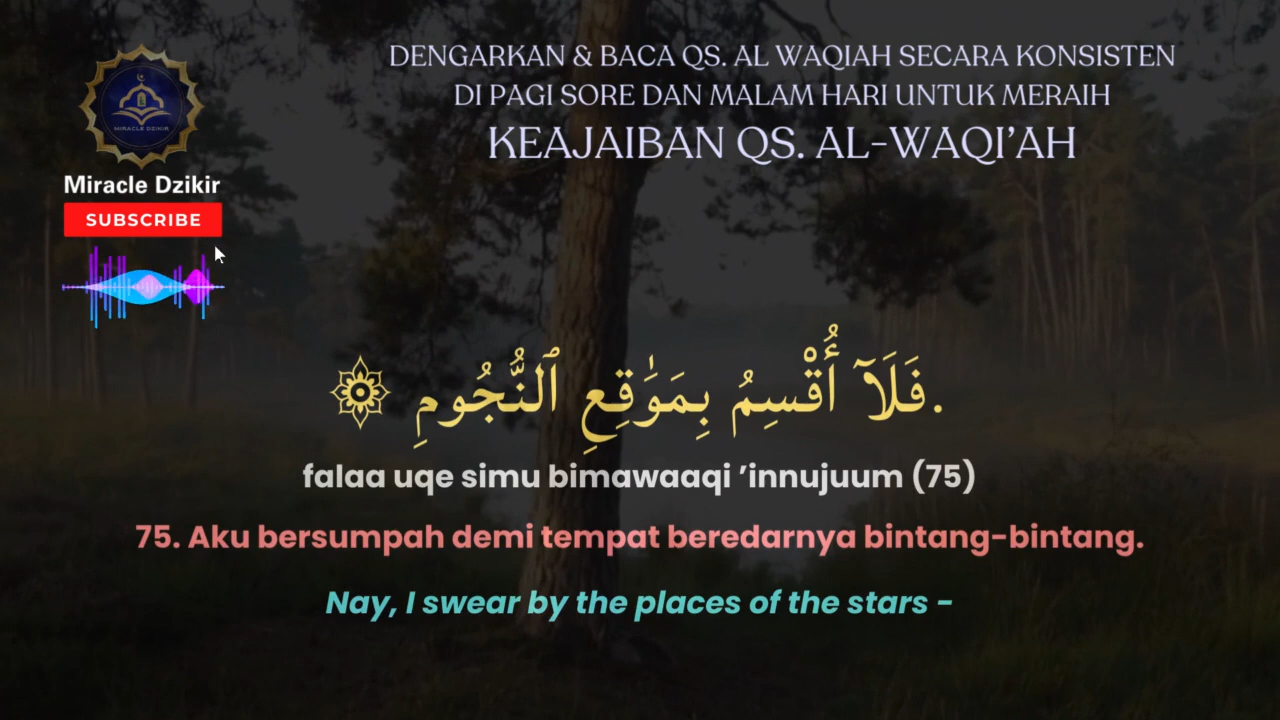 DENGARKAN & BACA QS. AL WAQIAH SECARA KONSISTEN
DI PAGI SORE DAN MALAM HARI UNTUK MERAIH
KEAJAIBAN QS. AL-WAQI'AH
MIRACLE DZIKIR
Miracle Dzikir
SUBSCRIBE
فَلَآ أُقْسِمُ بِمَوَٰقِعِ ٱلنُّجُومِ.
falaa uqe simu bimawaaqi ’innujuum (75)
75. Aku bersumpah demi tempat beredarnya bintang-bintang.
Nay, I swear by the places of the stars -